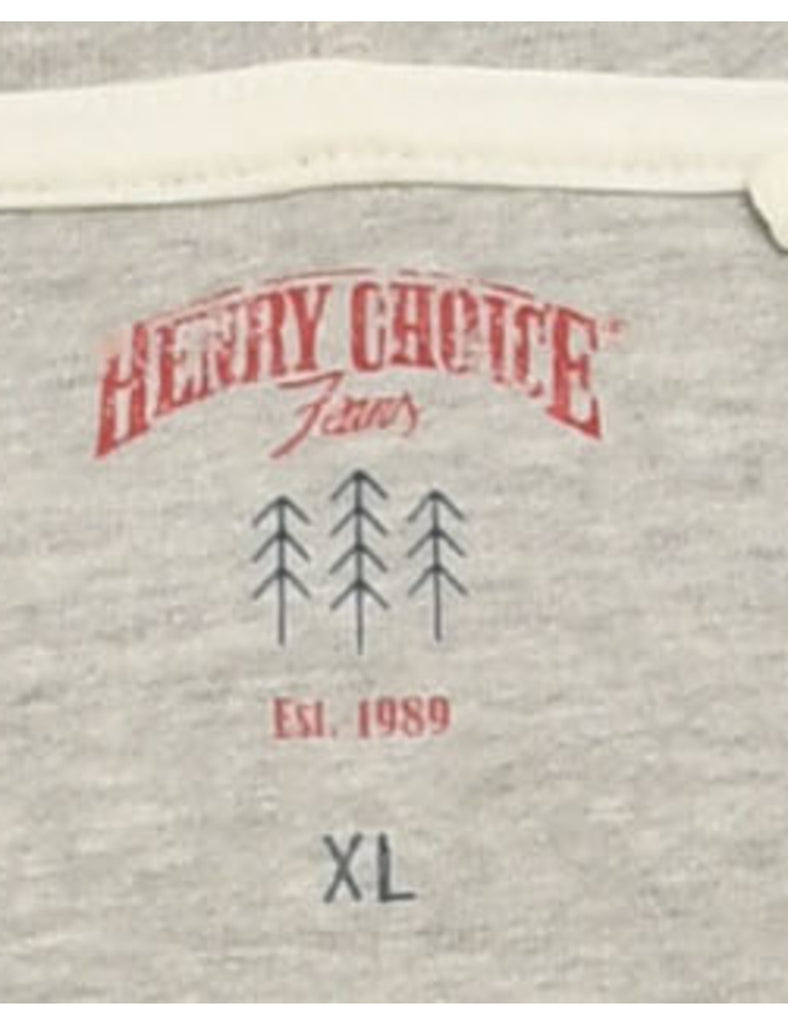 HENRY CHOICE
Jeans
Est. 1989
XL